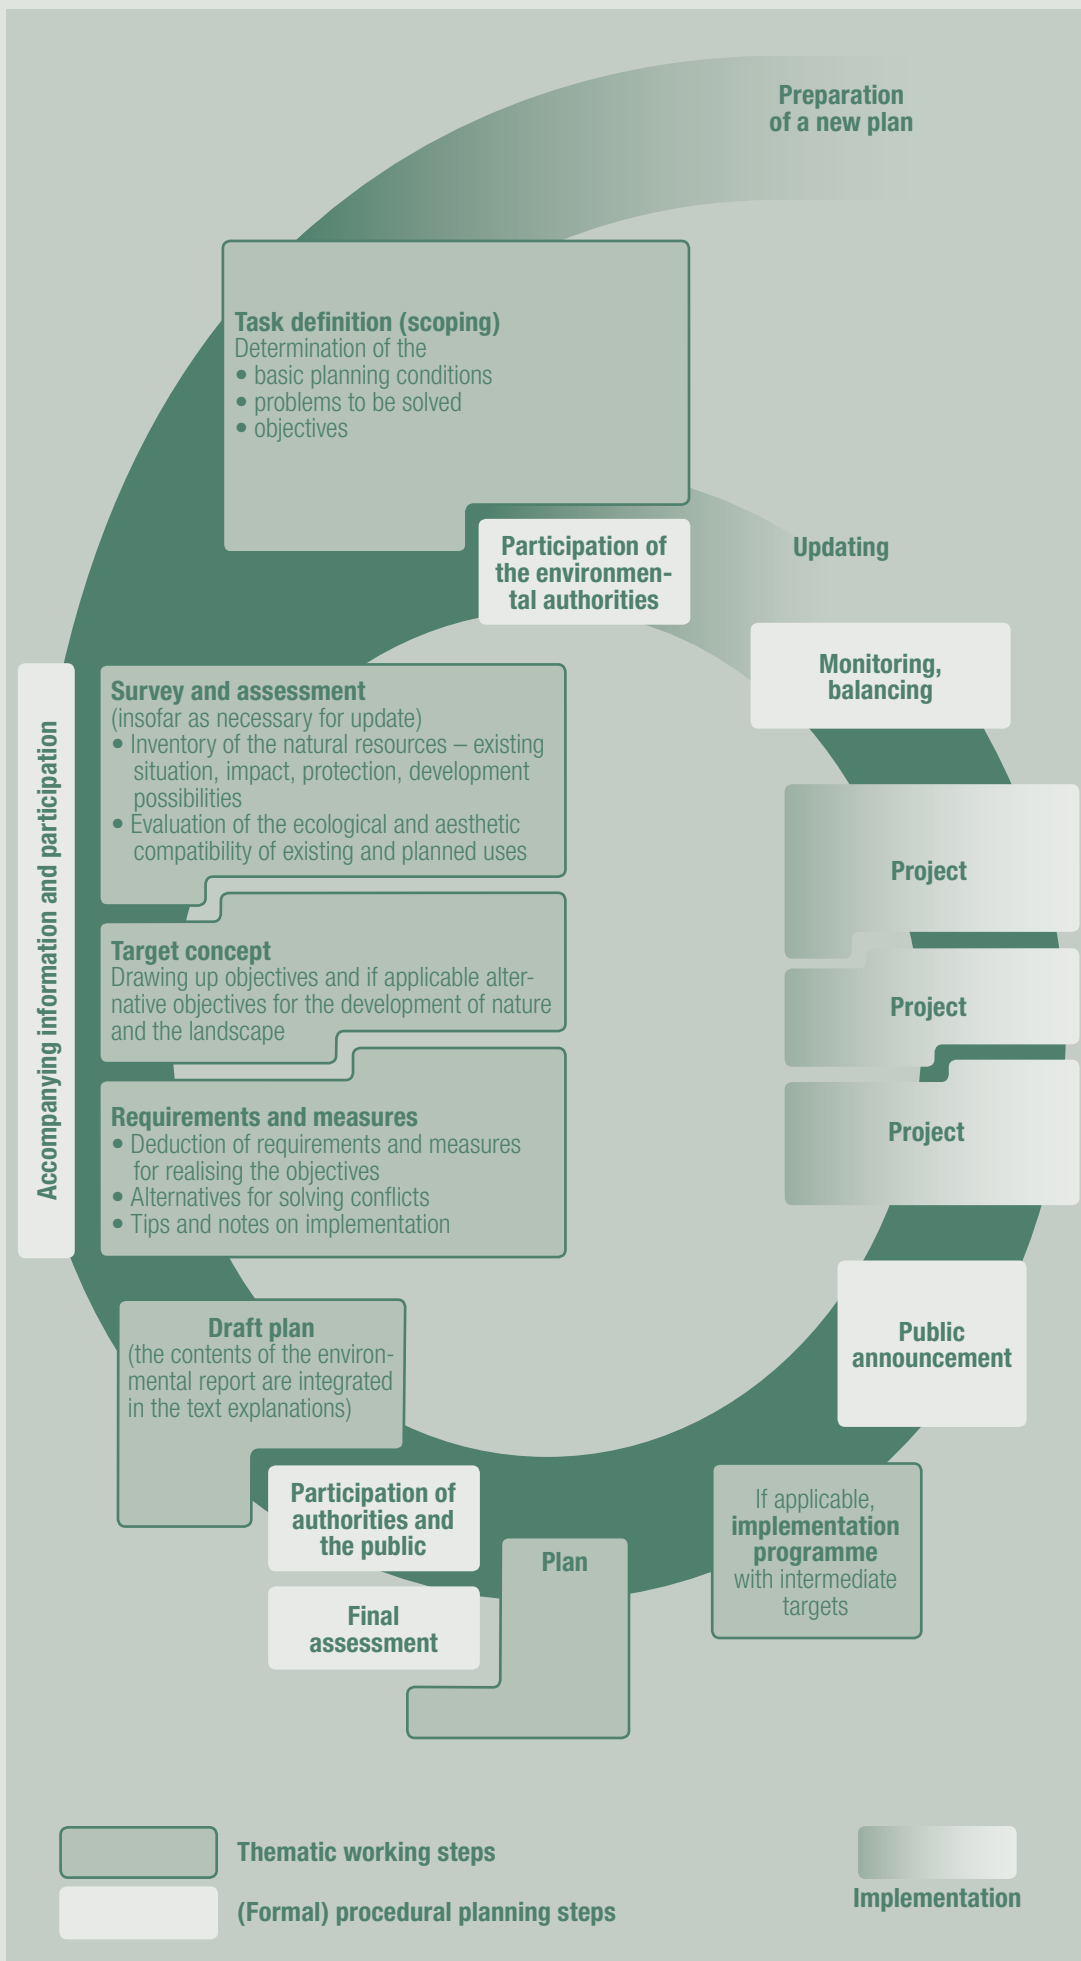 Preparation
of a new plan
Task definition (scoping)
Determination of the
• basic planning conditions
• problems to be solved
• objectives
Participation of
the environmen-
tal authorities
Updating
Monitoring,
balancing
Accompanying information and participation
Survey and assessment
(insofar as necessary for update)
• Inventory of the natural resources – existing
situation, impact, protection, development
possibilities
• Evaluation of the ecological and aesthetic
compatibility of existing and planned uses
Target concept
Drawing up objectives and if applicable alter-
native objectives for the development of nature
and the landscape
Requirements and measures
• Deduction of requirements and measures
for realising the objectives
• Alternatives for solving conflicts
• Tips and notes on implementation
Project
Project
Project
Draft plan
(the contents of the environ-
mental report are integrated
in the text explanations)
Public
announcement
Participation of
authorities and
the public
Final
assessment
Plan
If applicable,
implementation
programme
with intermediate
targets
Thematic working steps
(Formal) procedural planning steps
Implementation